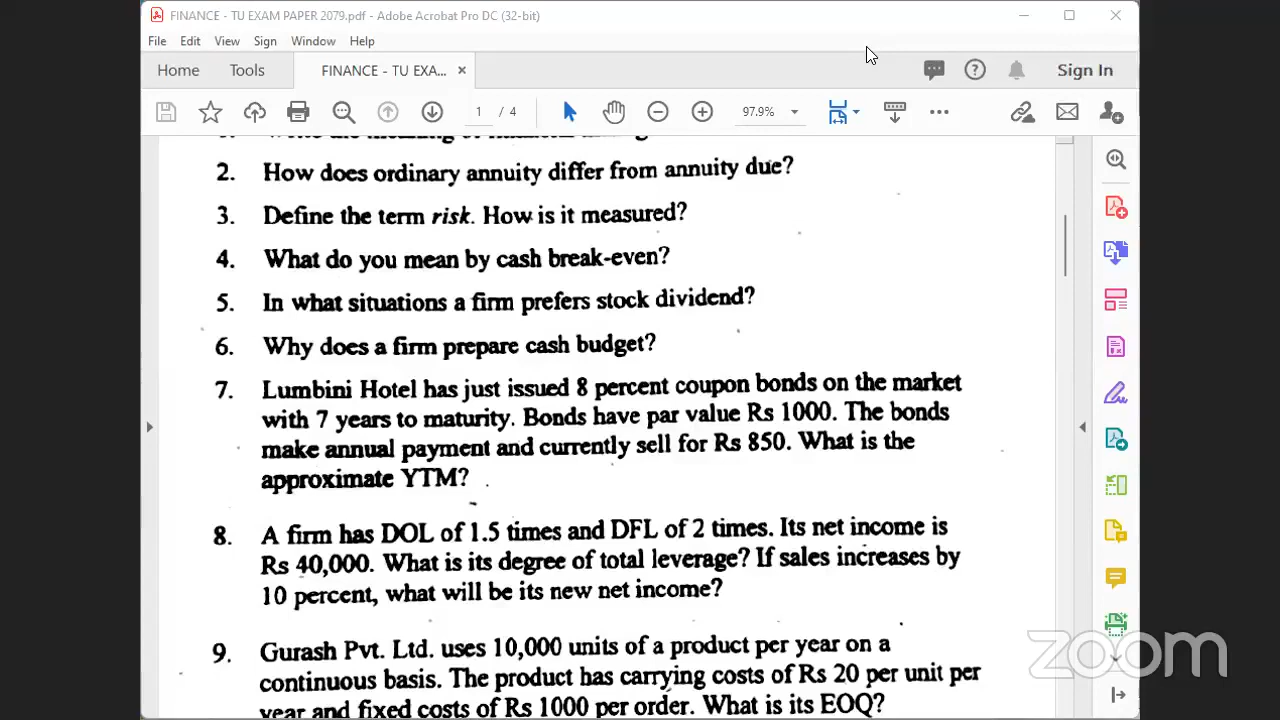 FINANCE - TU EXAM PAPER 2079.pdf - Adobe Acrobat Pro DC (32-bit)
File Edit View Sign Window Help
Home Tools FINANCE - TU EXA... × Sign In
1 / 4 97.9%
2. How does ordinary annuity differ from annuity due?
3. Define the term risk. How is it measured?
4. What do you mean by cash break-even?
5. In what situations a firm prefers stock dividend?
6. Why does a firm prepare cash budget?
7. Lumbini Hotel has just issued 8 percent coupon bonds on the market
with 7 years to maturity. Bonds have par value Rs 1000. The bonds
make annual payment and currently sell for Rs 850. What is the
approximate YTM?
8. A firm has DOL of 1.5 times and DFL of 2 times. Its net income is
Rs 40,000. What is its degree of total leverage? If sales increases by
10 percent, what will be its new net income?
9. Gurash Pvt. Ltd. uses 10,000 units of a product per year on a
continuous basis. The product has carrying costs of Rs 20 per unit per
year and fixed costs of Rs 1000 per order. What is its EOQ?
zoom